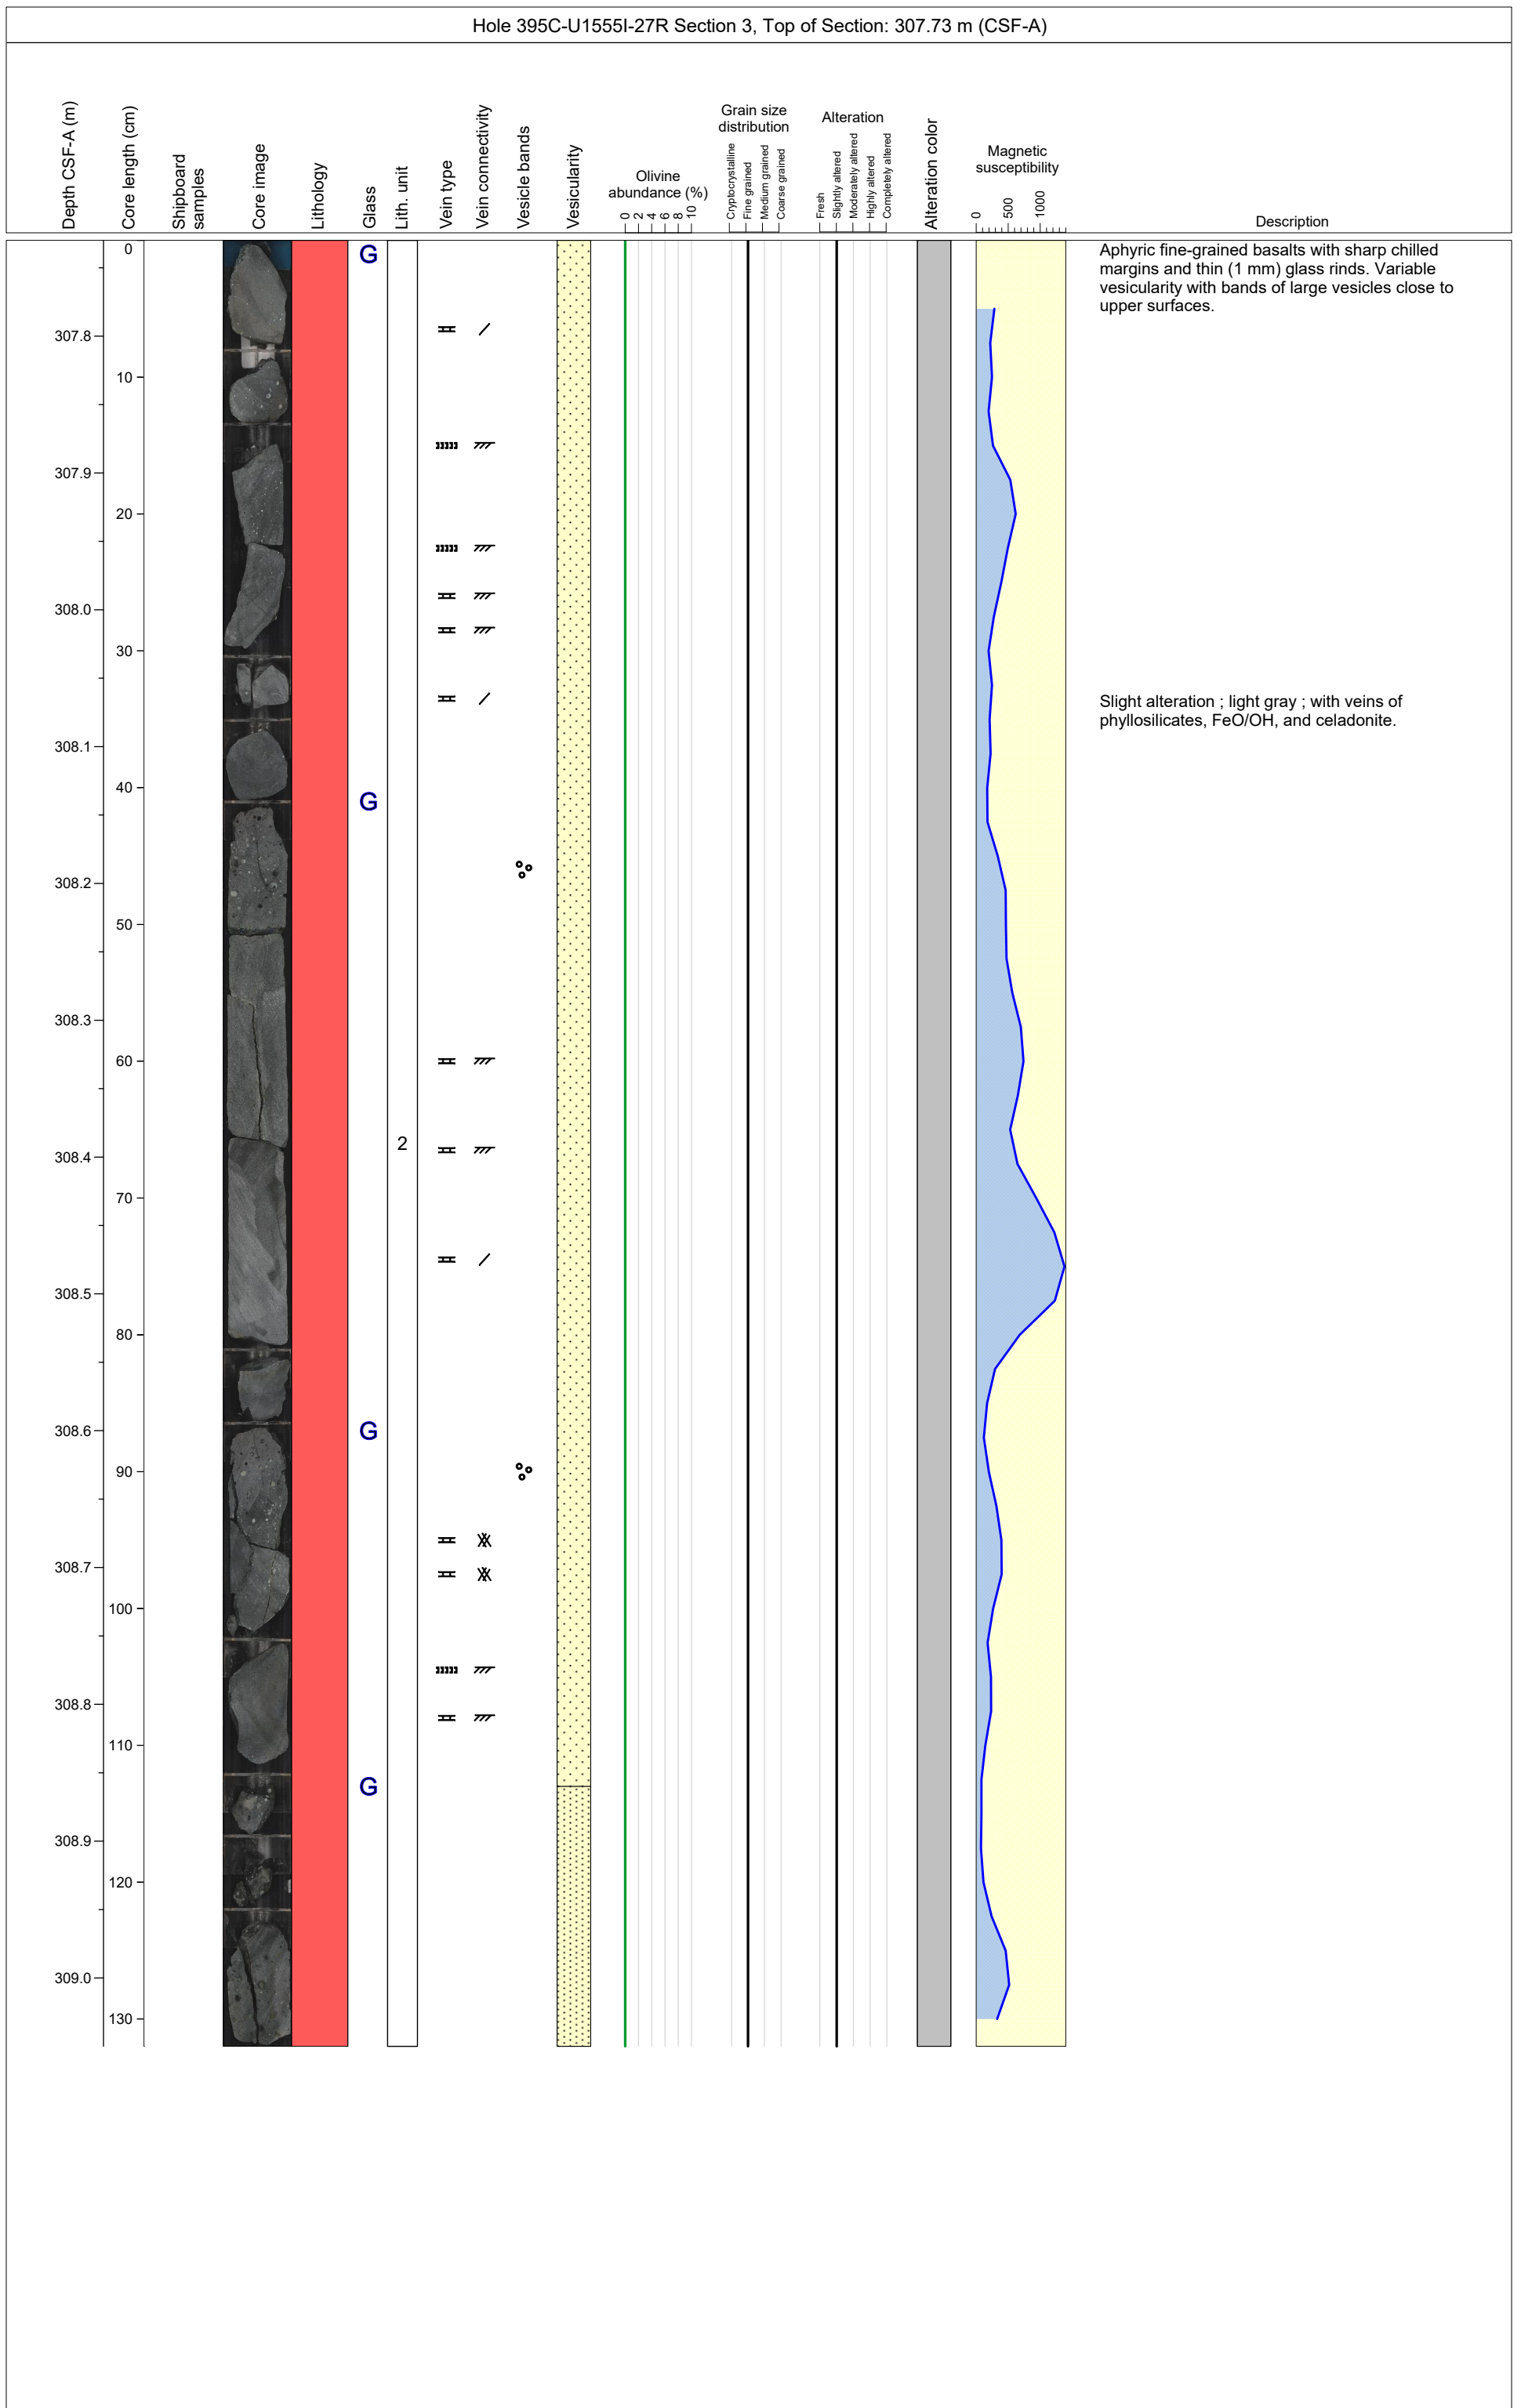 Hole 395C-U1555I-27R Section 3, Top of Section: 307.73 m (CSF-A)
Depth CSF-A (m)
Core length (cm)
Shipboard
samples
Core image
Lithology
Glass
Lith. unit
Vein type
Vein connectivity
Vesicle bands
Vesicularity
Olivine
abundance (%)
0 2 4 6 8 10
Grain size
distribution
Cryptocrystalline
Fine grained
Medium grained
Coarse grained
Alteration
Fresh
Slightly altered
Moderately altered
Highly altered
Completely altered
Alteration color
Magnetic
susceptibility
0 500 1000
Description
0
G
Aphyric fine-grained basalts with sharp chilled
margins and thin (1 mm) glass rinds. Variable
vesicularity with bands of large vesicles close to
upper surfaces.
307.8
10
307.9
20
308.0
30
Slight alteration ; light gray ; with veins of
phyllosilicates, FeO/OH, and celadonite.
308.1
40
G
308.2
50
308.3
60
2
308.4
70
308.5
80
308.6
G
90
308.7
100
308.8
110
G
308.9
120
309.0
130